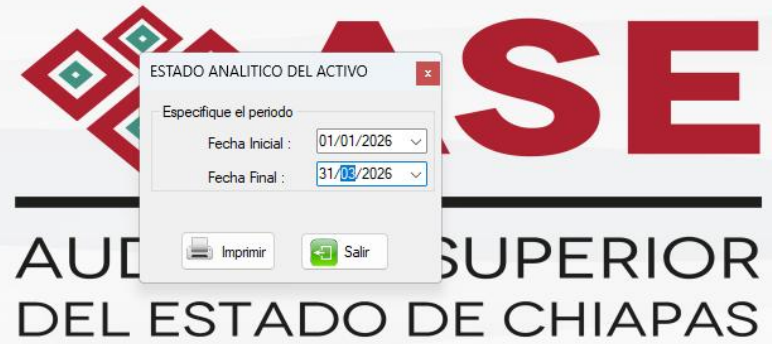 ASE
ESTADO ANALITICO DEL ACTIVO
x
Especifique el periodo
Fecha Inicial : 01/01/2026
Fecha Final : 31/03/2026
Imprimir Salir
AUD SUPERIOR
DEL ESTADO DE CHIAPAS